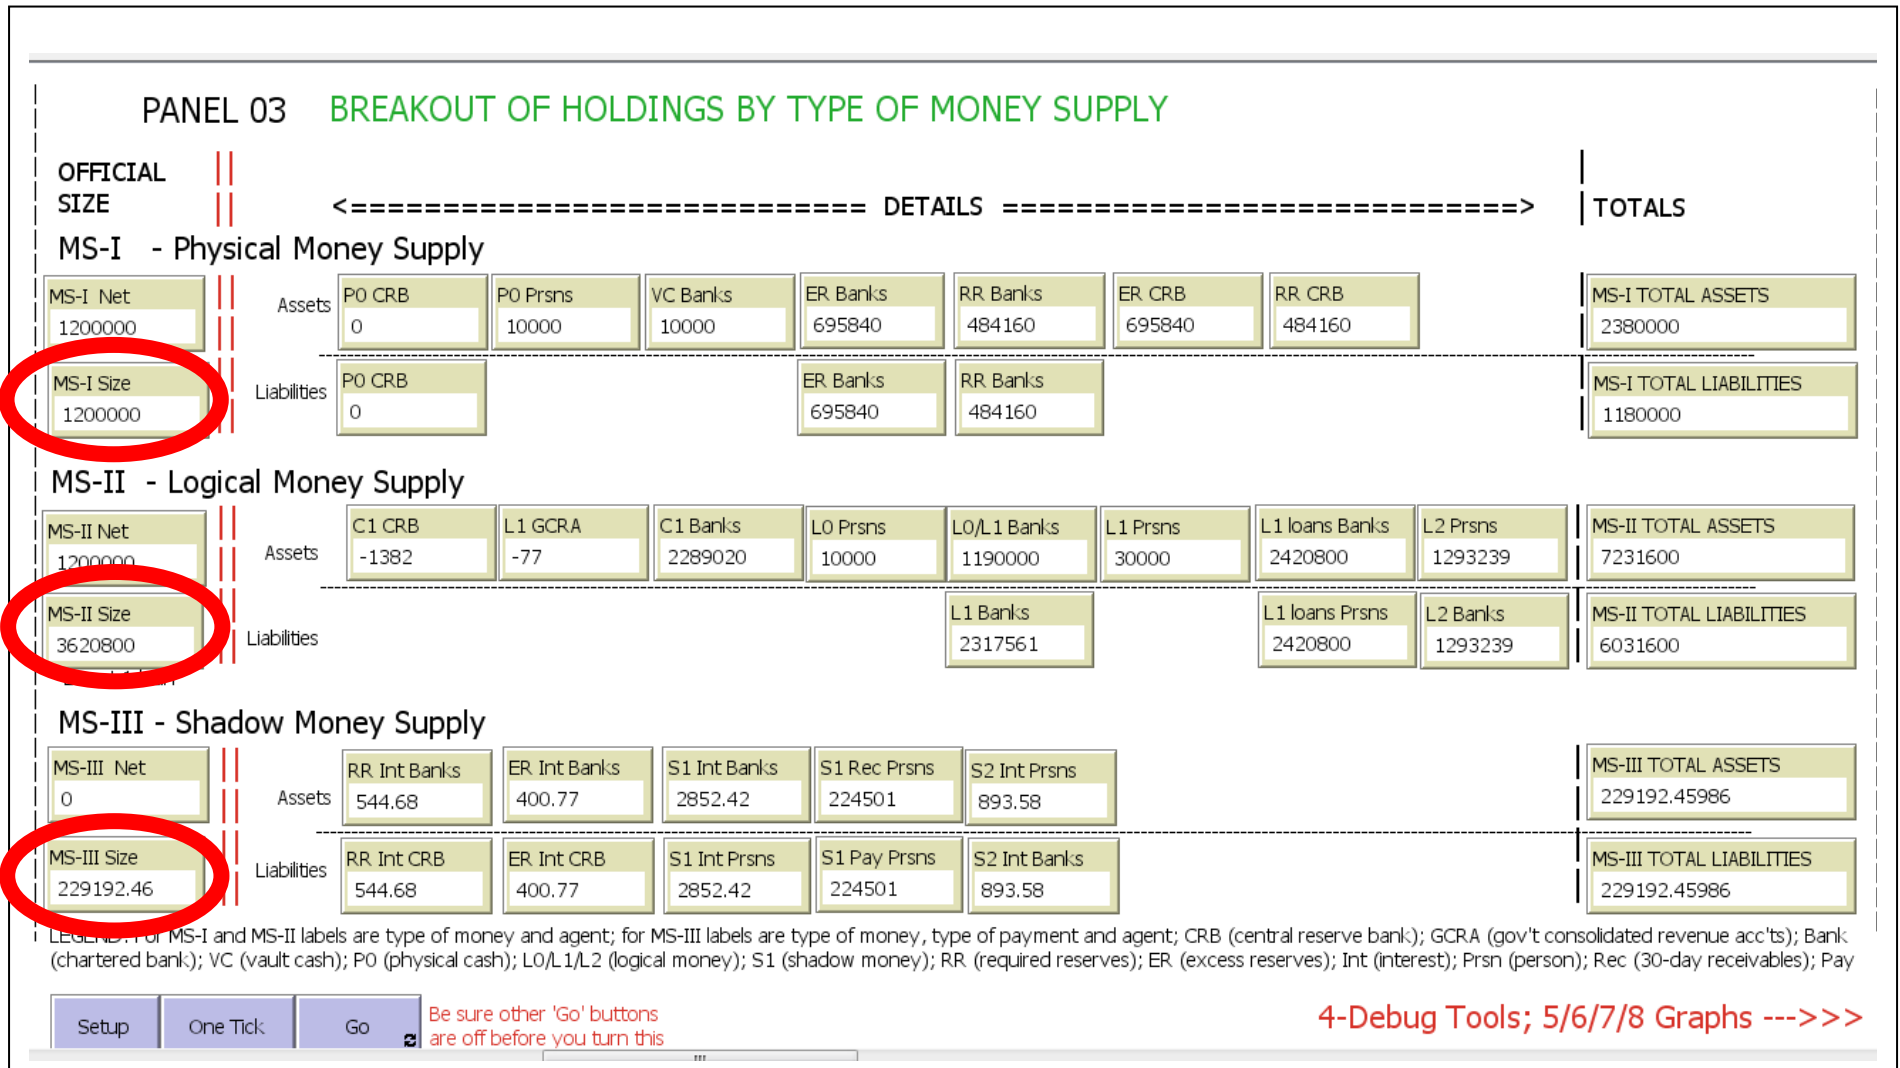 PANEL 03 BREAKOUT OF HOLDINGS BY TYPE OF MONEY SUPPLY
OFFICIAL
SIZE <============================ DETAILS ============================> TOTALS
MS-I - Physical Money Supply
MS-I Net Assets P0 CRB P0 Prsns VC Banks ER Banks RR Banks ER CRB RR CRB MS-I TOTAL ASSETS
1200000 0 10000 10000 695840 484160 695840 484160 2380000
MS-I Size Liabilities P0 CRB ER Banks RR Banks MS-I TOTAL LIABILITIES
1200000 0 695840 484160 1180000
MS-II - Logical Money Supply
MS-II Net Assets C1 CRB L1 GCRA C1 Banks L0 Prsns L0/L1 Banks L1 Prsns L1 loans Banks L2 Prsns MS-II TOTAL ASSETS
1200000 -1382 -77 2289020 10000 1190000 30000 2420800 1293239 7231600
MS-II Size Liabilities L1 Banks L1 loans Prsns L2 Banks MS-II TOTAL LIABILITIES
3620800 2317561 2420800 1293239 6031600
MS-III - Shadow Money Supply
MS-III Net Assets RR Int Banks ER Int Banks S1 Int Banks S1 Rec Prsns S2 Int Prsns MS-III TOTAL ASSETS
0 544.68 400.77 2852.42 224501 893.58 229192.45986
MS-III Size Liabilities RR Int CRB ER Int CRB S1 Int Prsns S1 Pay Prsns S2 Int Banks MS-III TOTAL LIABILITIES
229192.46 544.68 400.77 2852.42 224501 893.58 229192.45986
LEGEND: For MS-I and MS-II labels are type of money and agent; for MS-III labels are type of money, type of payment and agent; CRB (central reserve bank); GCRA (gov't consolidated revenue acc'ts); Bank
(chartered bank); VC (vault cash); P0 (physical cash); L0/L1/L2 (logical money); S1 (shadow money); RR (required reserves); ER (excess reserves); Int (interest); Prsn (person); Rec (30-day receivables); Pay
Setup One Tick Go Be sure other 'Go' buttons
are off before you turn this
4-Debug Tools; 5/6/7/8 Graphs --->>>